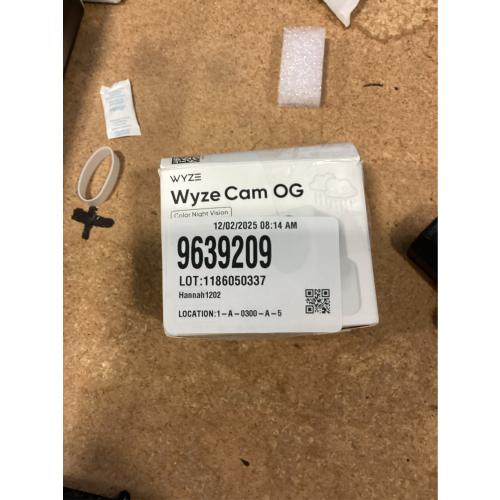 WYZE
Wyze Cam OG
Color Night Vision
12/02/2025 08:14 AM
9639209
LOT:1186050337
Hannah1202
LOCATION:1-A-0300-A-5